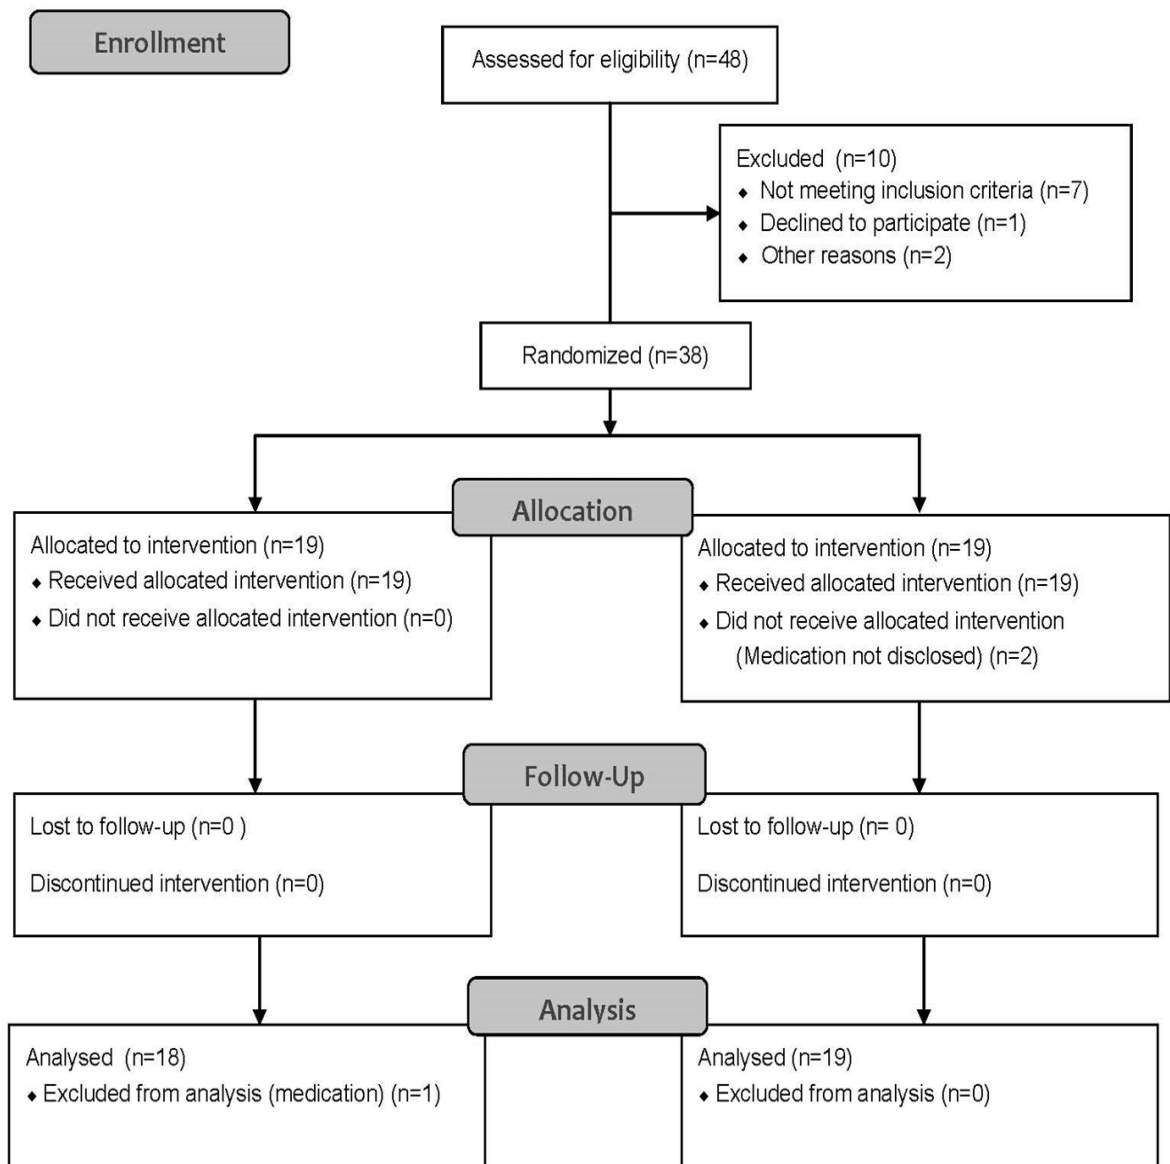 Enrollment
Assessed for eligibility (n=48)
Excluded (n=10)
♦ Not meeting inclusion criteria (n=7)
♦ Declined to participate (n=1)
♦ Other reasons (n=2)
Randomized (n=38)
Allocation
Allocated to intervention (n=19)
♦ Received allocated intervention (n=19)
♦ Did not receive allocated intervention (n=0)
Allocated to intervention (n=19)
♦ Received allocated intervention (n=19)
♦ Did not receive allocated intervention
(Medication not disclosed) (n=2)
Follow-Up
Lost to follow-up (n=0 )
Discontinued intervention (n=0)
Lost to follow-up (n= 0)
Discontinued intervention (n=0)
Analysis
Analysed (n=18)
♦ Excluded from analysis (medication) (n=1)
Analysed (n=19)
♦ Excluded from analysis (n=0)